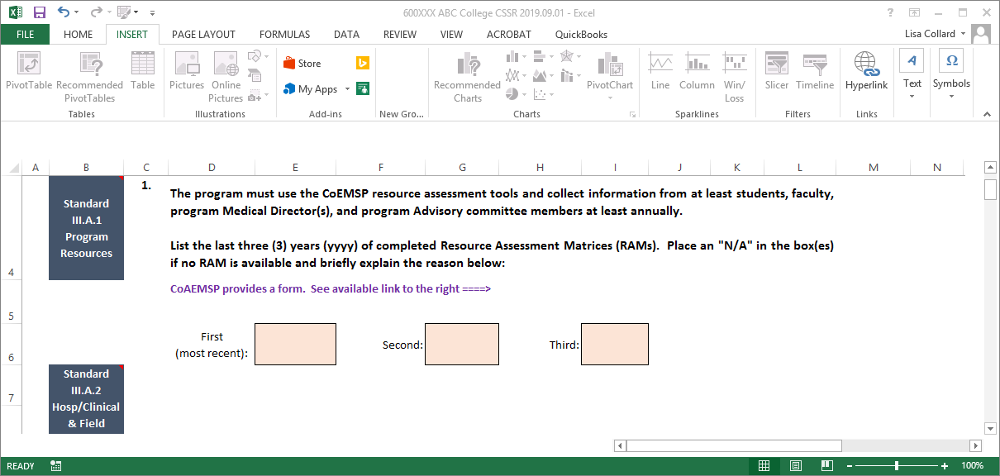 600XXX ABC College CSSR 2019.09.01 - Excel
?
FILE HOME INSERT PAGE LAYOUT FORMULAS DATA REVIEW VIEW ACROBAT QuickBooks Lisa Collard
PivotTable Recommended PivotTables Table
Pictures Online Pictures
Store
My Apps
Recommended Charts
PivotChart
Line Column Win/ Loss
Slicer Timeline
Hyperlink
Text
Symbols
Tables Illustrations Add-ins New Gro... Charts Sparklines Filters Links
A B C D E F G H I J K L M N
Standard
III.A.1
Program
Resources
1.
The program must use the CoEMSP resource assessment tools and collect information from at least students, faculty,
program Medical Director(s), and program Advisory committee members at least annually.
List the last three (3) years (yyyy) of completed Resource Assessment Matrices (RAMs). Place an "N/A" in the box(es)
if no RAM is available and briefly explain the reason below:
4
CoAEMSP provides a form. See available link to the right ====>
5
First
(most recent):
Second:
Third:
6
Standard
III.A.2
Hosp/Clinical
& Field
7
READY
100%